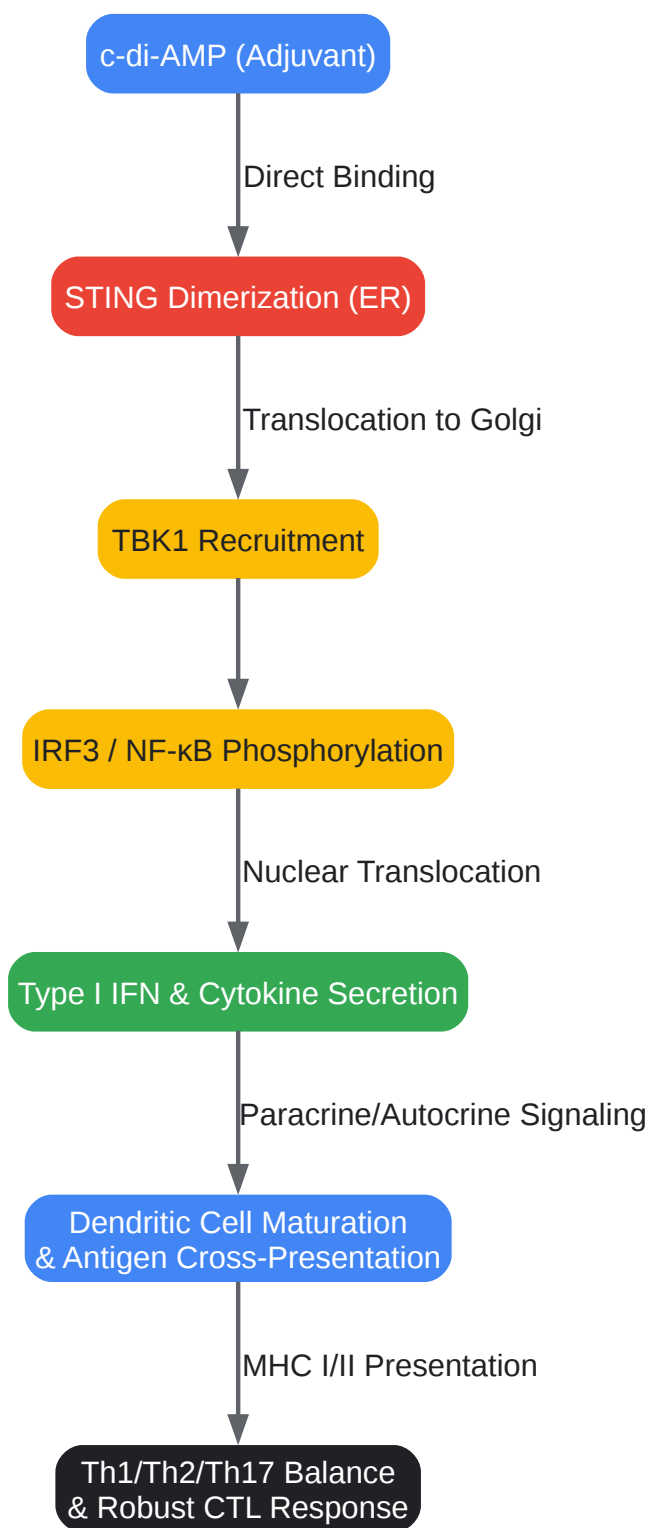 c-di-AMP (Adjuvant)
Direct Binding
STING Dimerization (ER)
Translocation to Golgi
TBK1 Recruitment
IRF3 / NF-κB Phosphorylation
Nuclear Translocation
Type I IFN & Cytokine Secretion
Paracrine/Autocrine Signaling
Dendritic Cell Maturation
& Antigen Cross-Presentation
MHC I/II Presentation
Th1/Th2/Th17 Balance
& Robust CTL Response